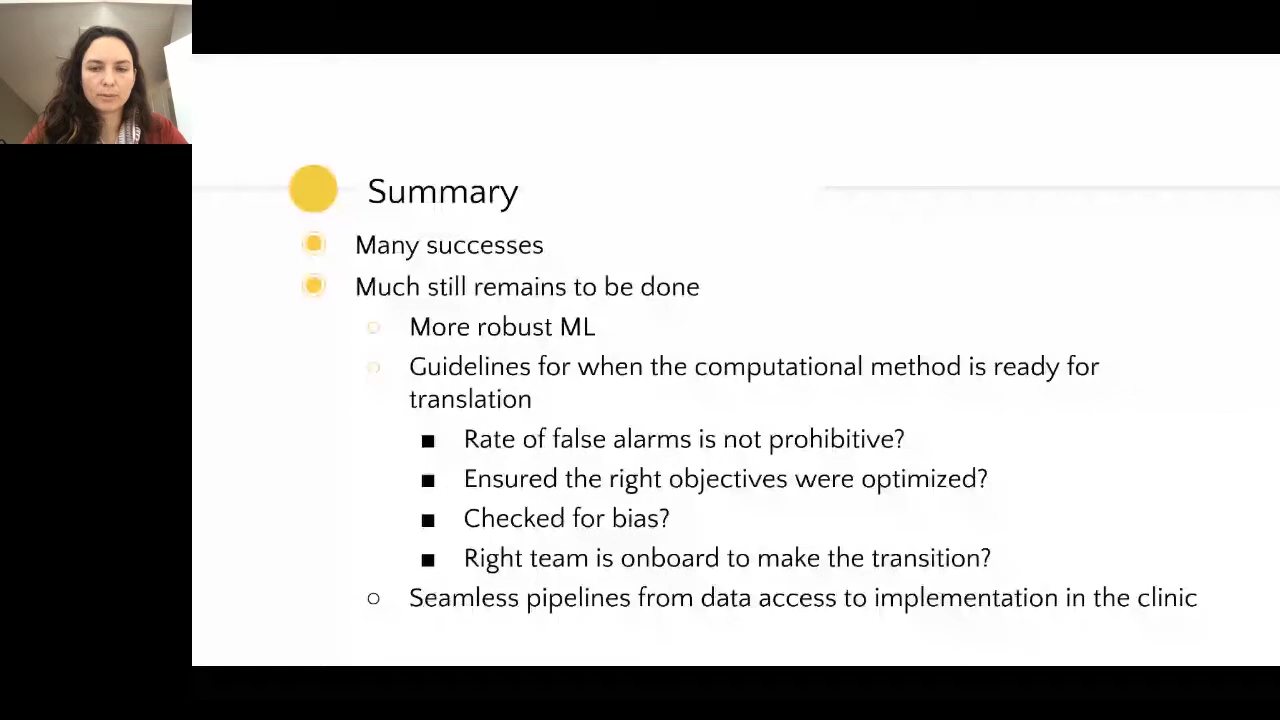 Summary
Many successes
Much still remains to be done
More robust ML
Guidelines for when the computational method is ready for
translation
Rate of false alarms is not prohibitive?
Ensured the right objectives were optimized?
Checked for bias?
Right team is onboard to make the transition?
Seamless pipelines from data access to implementation in the clinic